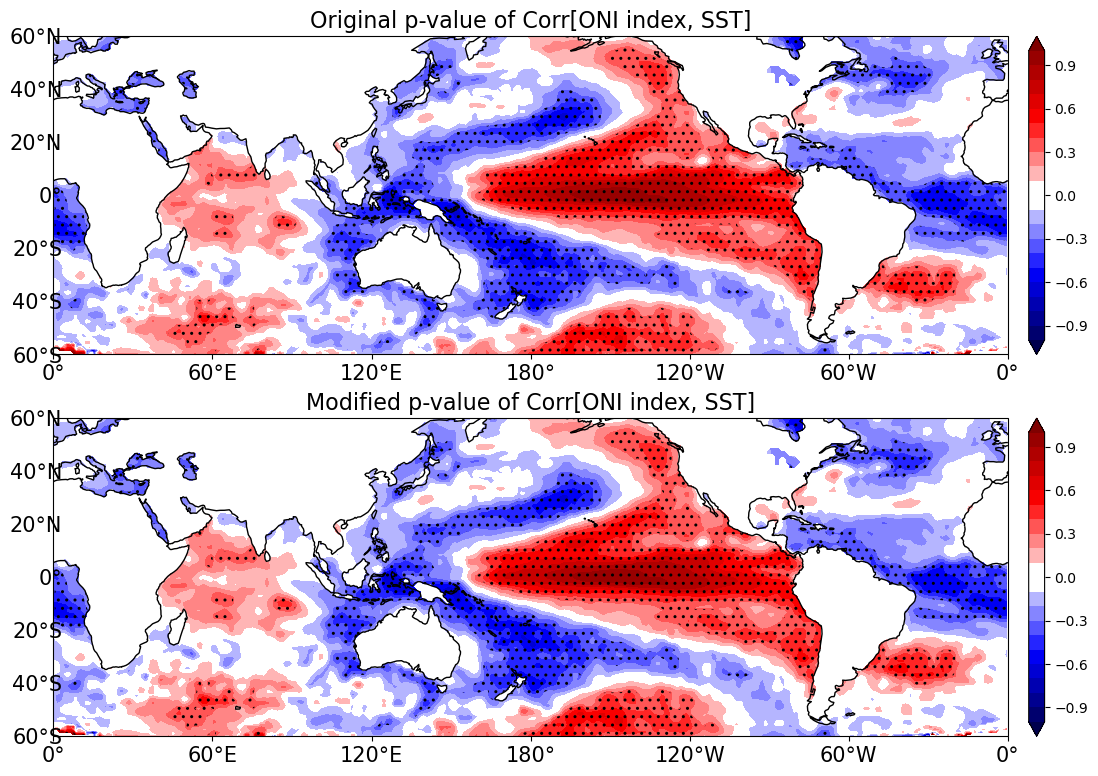 Original p-value of Corr[ONI index, SST]
60°N
40°N
20°N
0°
20°S
40°S
60°S
0° 60°E 120°E 180° 120°W 60°W 0°
0.9
0.6
0.3
0.0
−0.3
−0.6
−0.9
Modified p-value of Corr[ONI index, SST]
60°N
40°N
20°N
0°
20°S
40°S
60°S
0° 60°E 120°E 180° 120°W 60°W 0°
0.9
0.6
0.3
0.0
−0.3
−0.6
−0.9